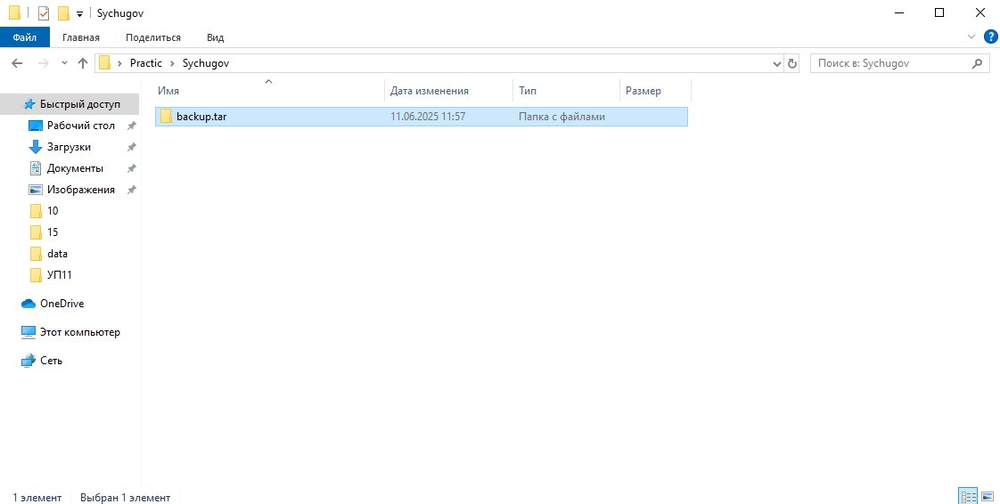 Sychugov
Файл Главная Поделиться Вид
Practic Sychugov Поиск в: Sychugov
Имя Дата изменения Тип Размер
backup.tar 11.06.2025 11:57 Папка с файлами
Быстрый доступ
Рабочий стол
Загрузки
Документы
Изображения
10
15
data
УП11
OneDrive
Этот компьютер
Сеть
1 элемент Выбран 1 элемент